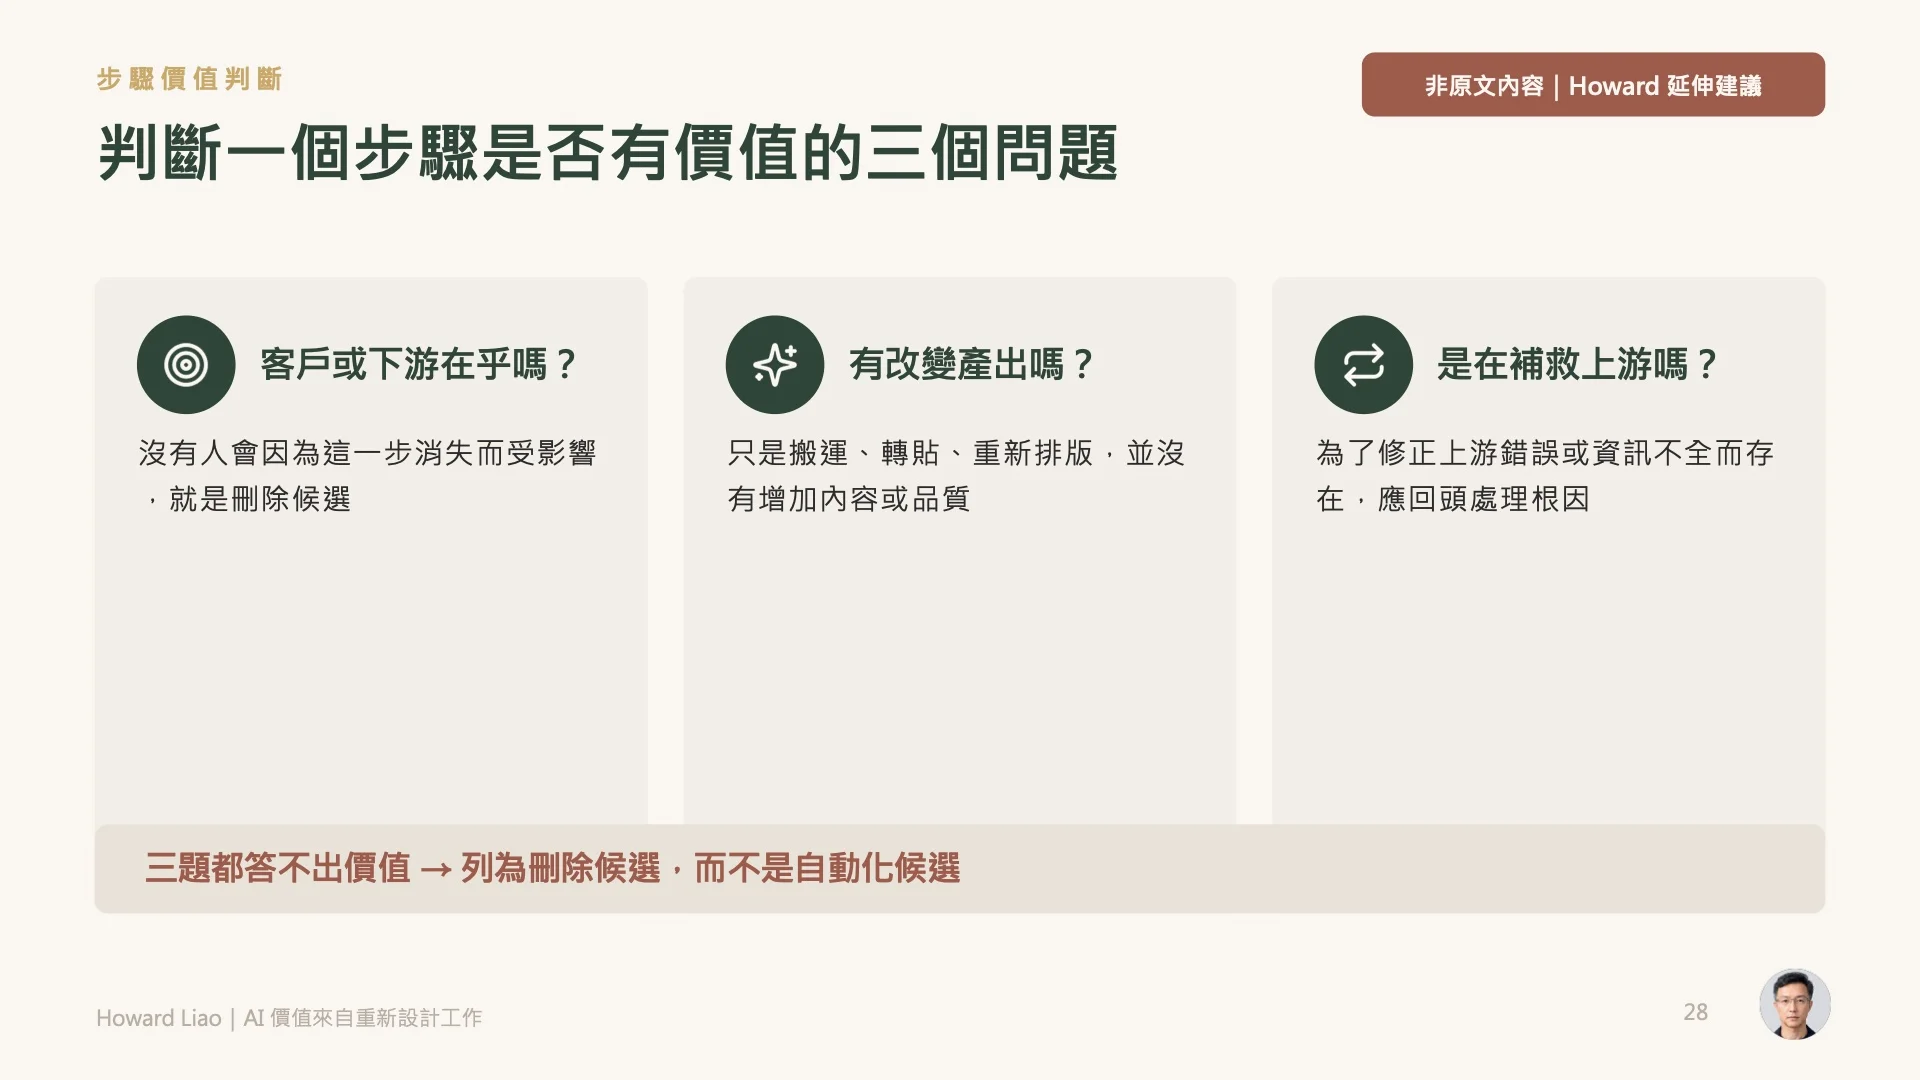 步驟價值判斷
非原文內容｜Howard 延伸建議
判斷一個步驟是否有價值的三個問題
客戶或下游在乎嗎？
沒有人會因為這一步消失而受影響
，就是刪除候選
有改變產出嗎？
只是搬運、轉貼、重新排版，並沒
有增加內容或品質
是在補救上游嗎？
為了修正上游錯誤或資訊不全而存
在，應回頭處理根因
三題都答不出價值 → 列為刪除候選，而不是自動化候選
Howard Liao｜AI 價值來自重新設計工作
28